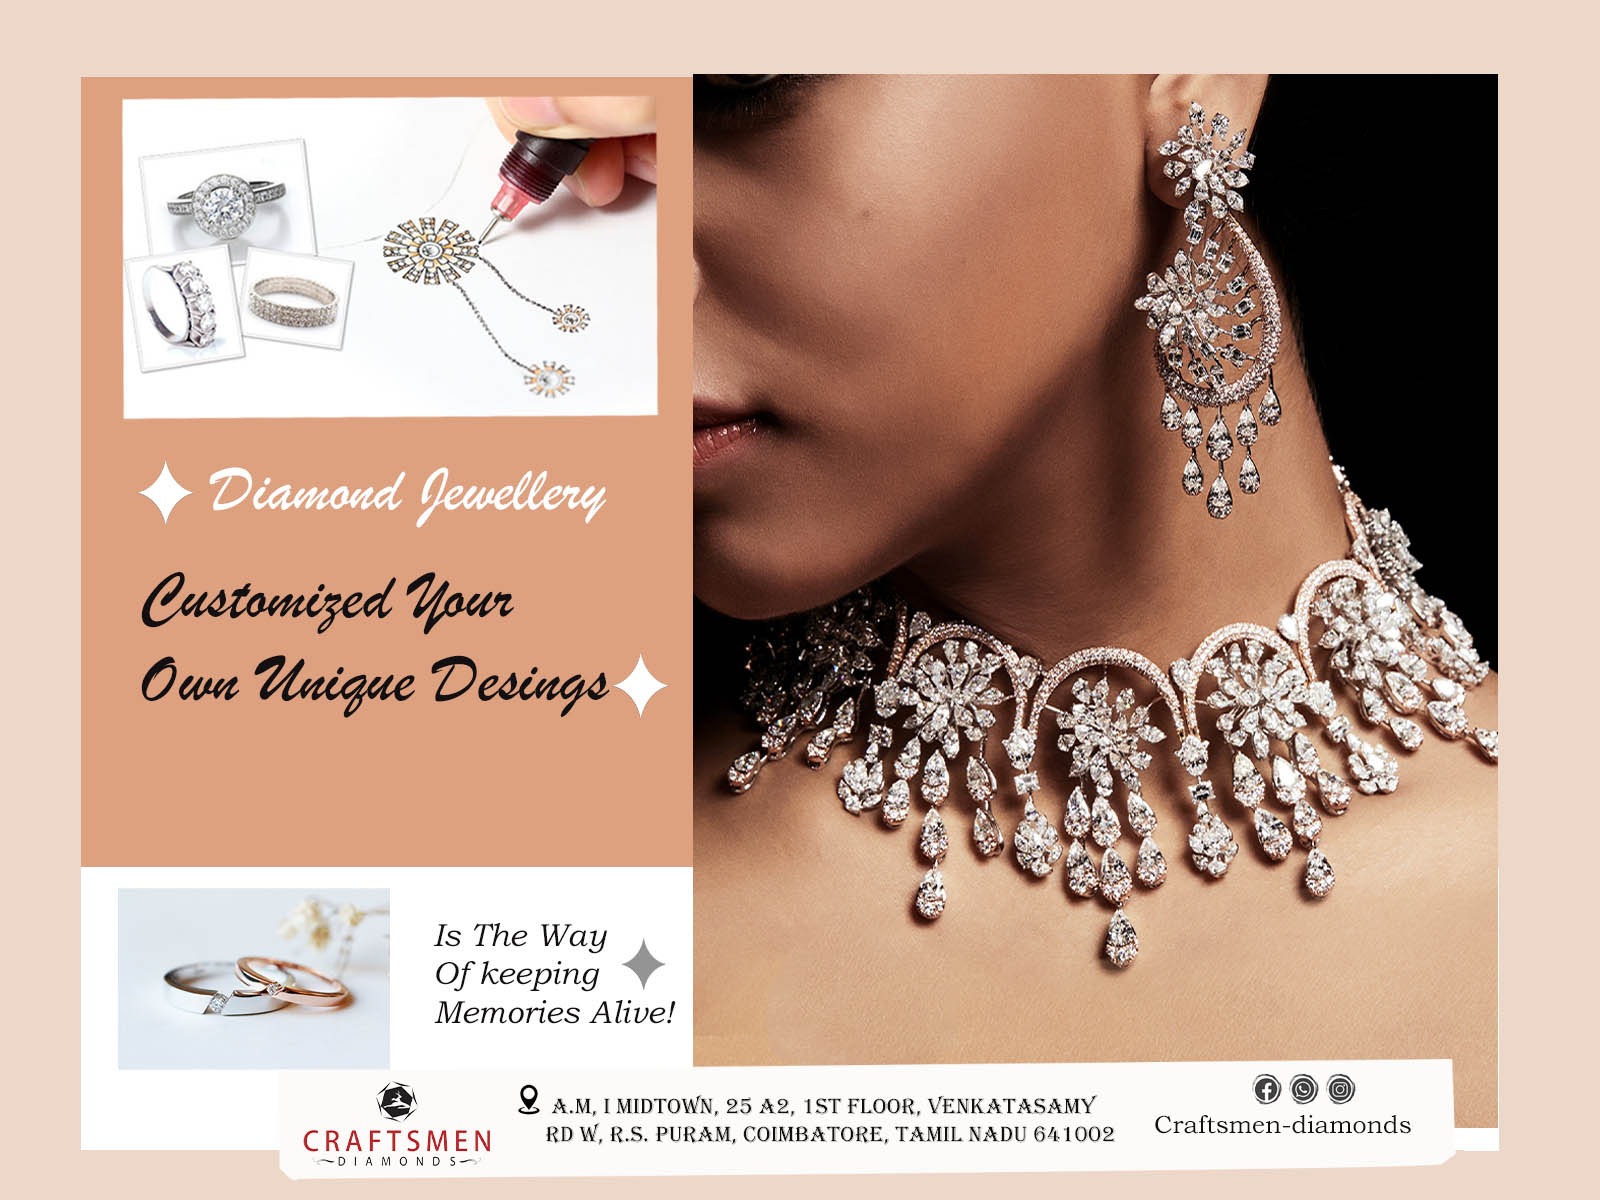 Diamond Jewellery
Customized Your
Own Unique Desings
Is The Way
Of keeping
Memories Alive!
CRAFTSMEN
DIAMONDS
A.M, I MIDTOWN, 25 A2, 1ST FLOOR, VENKATASAMY
RD W, R.S. PURAM, COIMBATORE, TAMIL NADU 641002
Craftsmen-diamonds